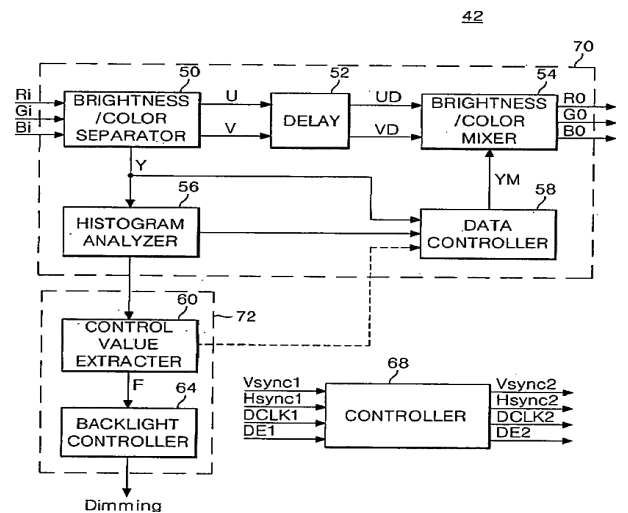 42
70
50
52
54
Ri
Gi
Bi
BRIGHTNESS
/COLOR
SEPARATOR
U
V
DELAY
UD
VD
BRIGHTNESS
/COLOR
MIXER
R0
G0
B0
Y
YM
56
58
HISTOGRAM
ANALYZER
DATA
CONTROLLER
60
72
CONTROL
VALUE
EXTRACTER
F
64
BACKLIGHT
CONTROLLER
Dimming
68
Vsync1
Hsync1
DCLK1
DE1
CONTROLLER
Vsync2
Hsync2
DCLK2
DE2